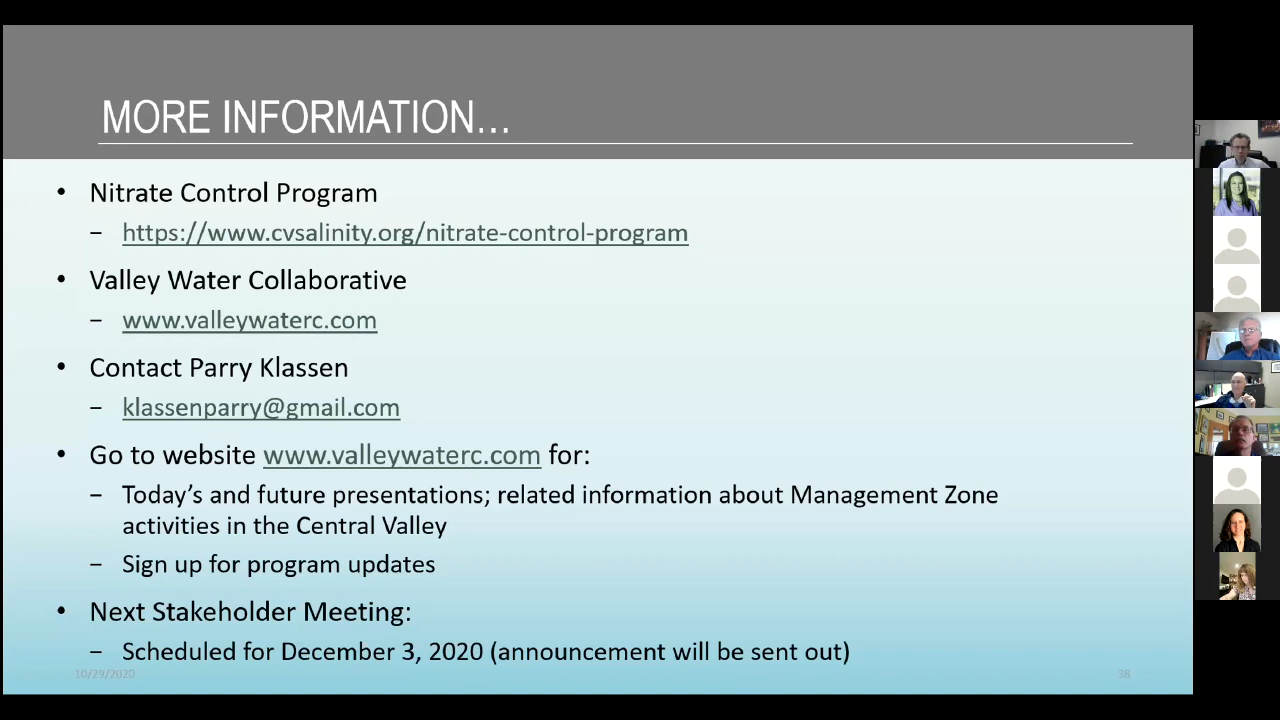 MORE INFORMATION…
• Nitrate Control Program
− https://www.cvsalinity.org/nitrate-control-program
• Valley Water Collaborative
− www.valleywaterc.com
• Contact Parry Klassen
− klassenparry@gmail.com
• Go to website www.valleywaterc.com for:
− Today's and future presentations; related information about Management Zone
activities in the Central Valley
− Sign up for program updates
• Next Stakeholder Meeting:
− Scheduled for December 3, 2020 (announcement will be sent out)
10/29/2020
38